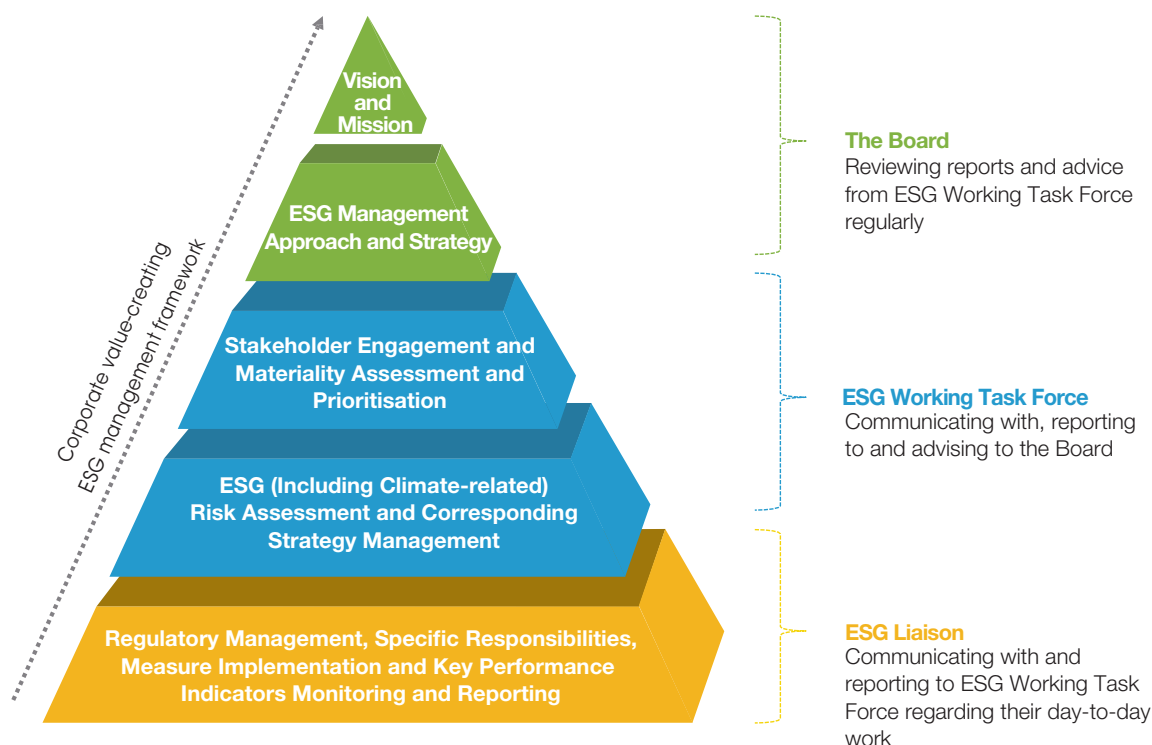 Vision
and
Mission
ESG Management
Approach and Strategy
Stakeholder Engagement and
Materiality Assessment and
Prioritisation
ESG (Including Climate-related)
Risk Assessment and Corresponding
Strategy Management
Regulatory Management, Specific Responsibilities,
Measure Implementation and Key Performance
Indicators Monitoring and Reporting
Corporate value-creating
ESG management framework
The Board
Reviewing reports and advice
from ESG Working Task Force
regularly
ESG Working Task Force
Communicating with, reporting
to and advising to the Board
ESG Liaison
Communicating with and
reporting to ESG Working Task
Force regarding their day-to-day
work